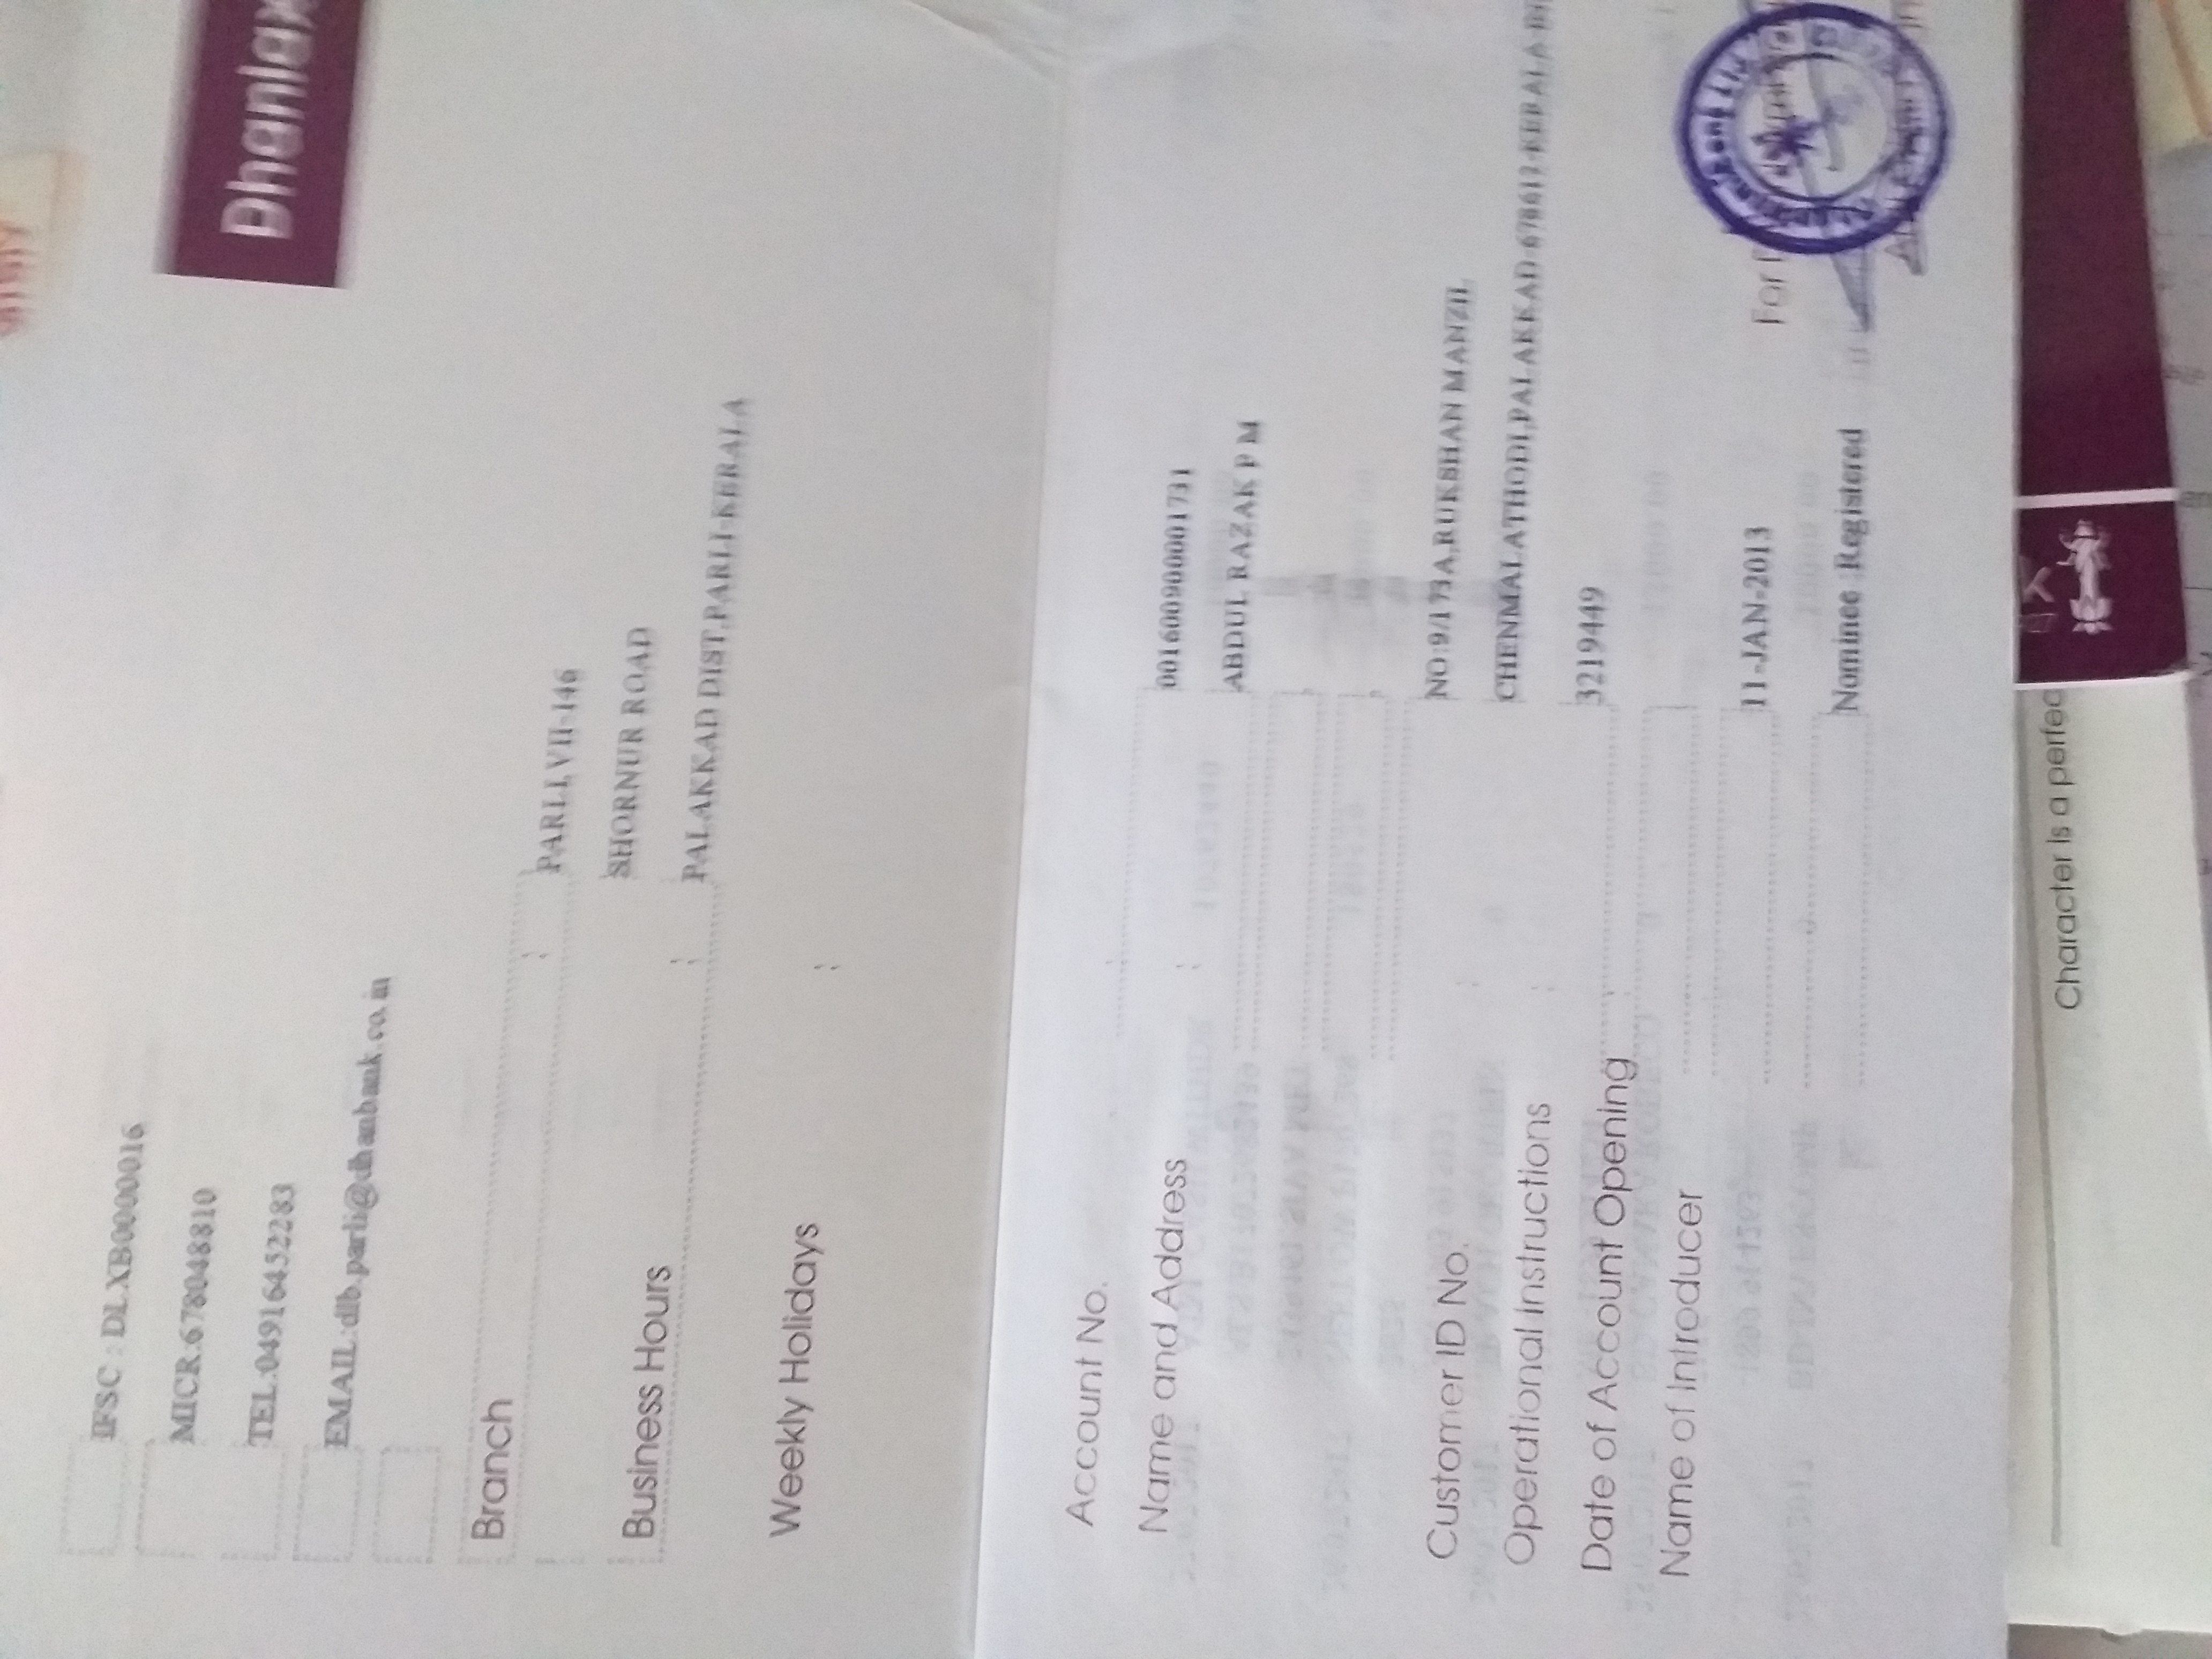 IFSC : DLXB0000016
MICR:678048810
TEL:04916452283
EMAIL:dlb.parli@dhanbank.co.in
Dhanlax
Branch :
PARLI,VII-146
SHORNUR ROAD
Business Hours :
PALAKKAD DIST,PARLI-KERALA
Weekly Holidays :
Account No. :
001600900001731
Name and Address :
ABDUL RAZAK P M
NO:9/173A,RUKSHAN MANZIL
Customer ID No. :
CHENMALATHODI,PALAKKAD-678612-KERALA-IN
Operational Instructions :
3219449
Date of Account Opening :
Name of Introducer
11-JAN-2013
For
Nominee Registered
Character is a perfec